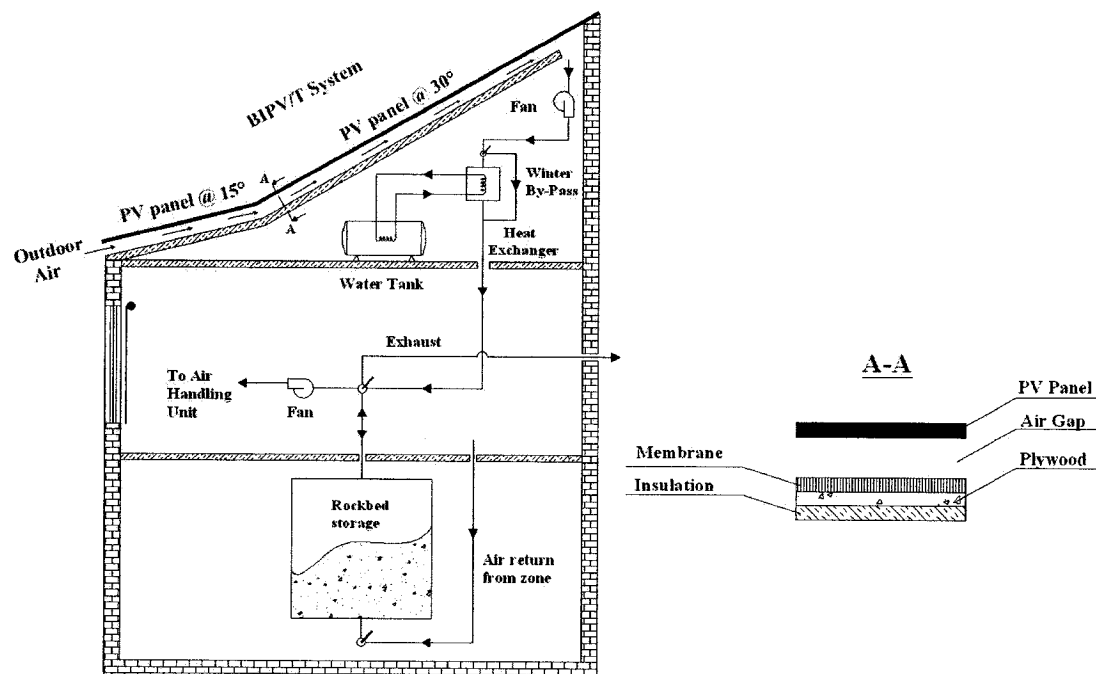 BIPV/T System
PV panel @ 30°
PV panel @ 15°
A
A
Outdoor
Air
Fan
Winter
By-Pass
Heat
Exchanger
Water Tank
Exhaust
To Air
Handling
Unit
Fan
Rockbed
storage
Air return
from zone
A-A
PV Panel
Air Gap
Membrane
Plywood
Insulation